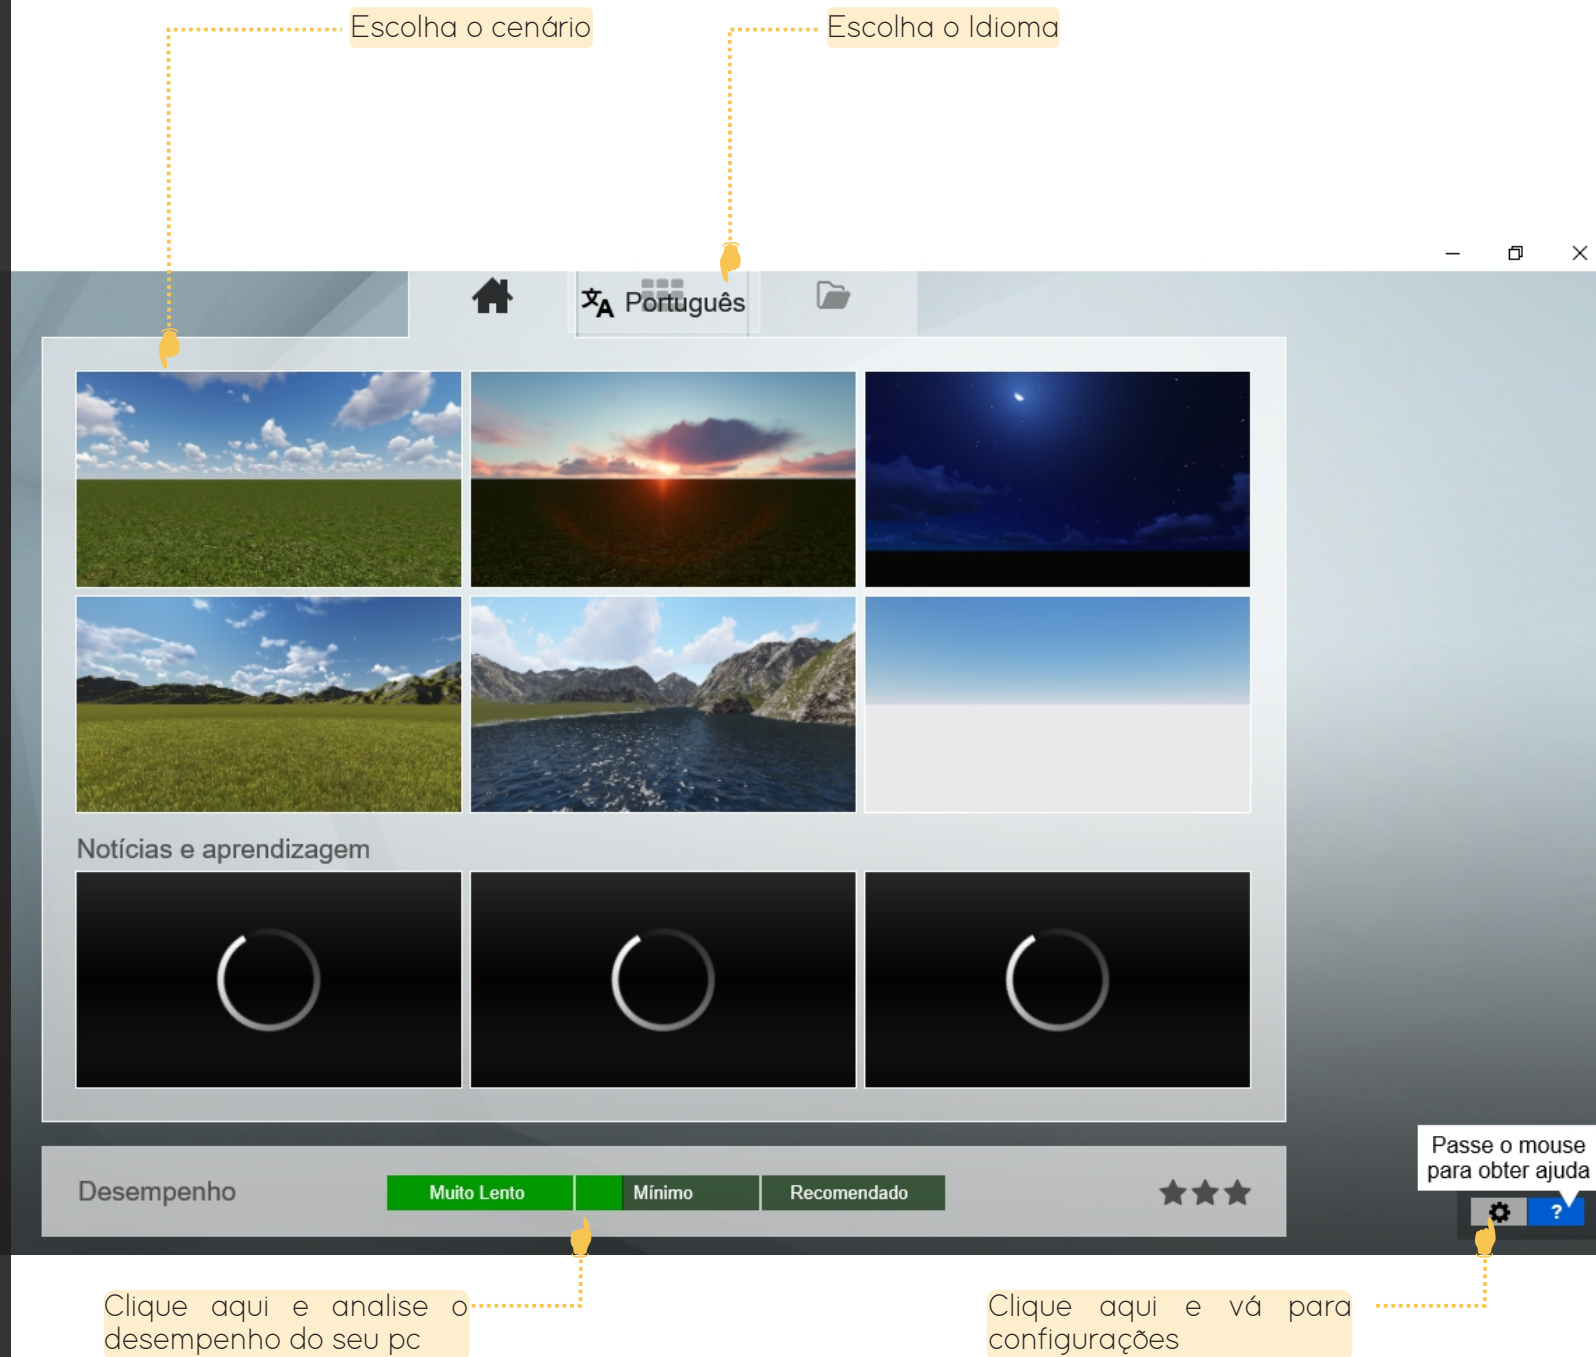 Escolha o cenário
Escolha o Idioma
Português
Notícias e aprendizagem
Passe o mouse
para obter ajuda
Desempenho
Muito Lento
Mínimo
Recomendado
?
Clique aqui e analise o
desempenho do seu pc
Clique aqui e vá para
configurações